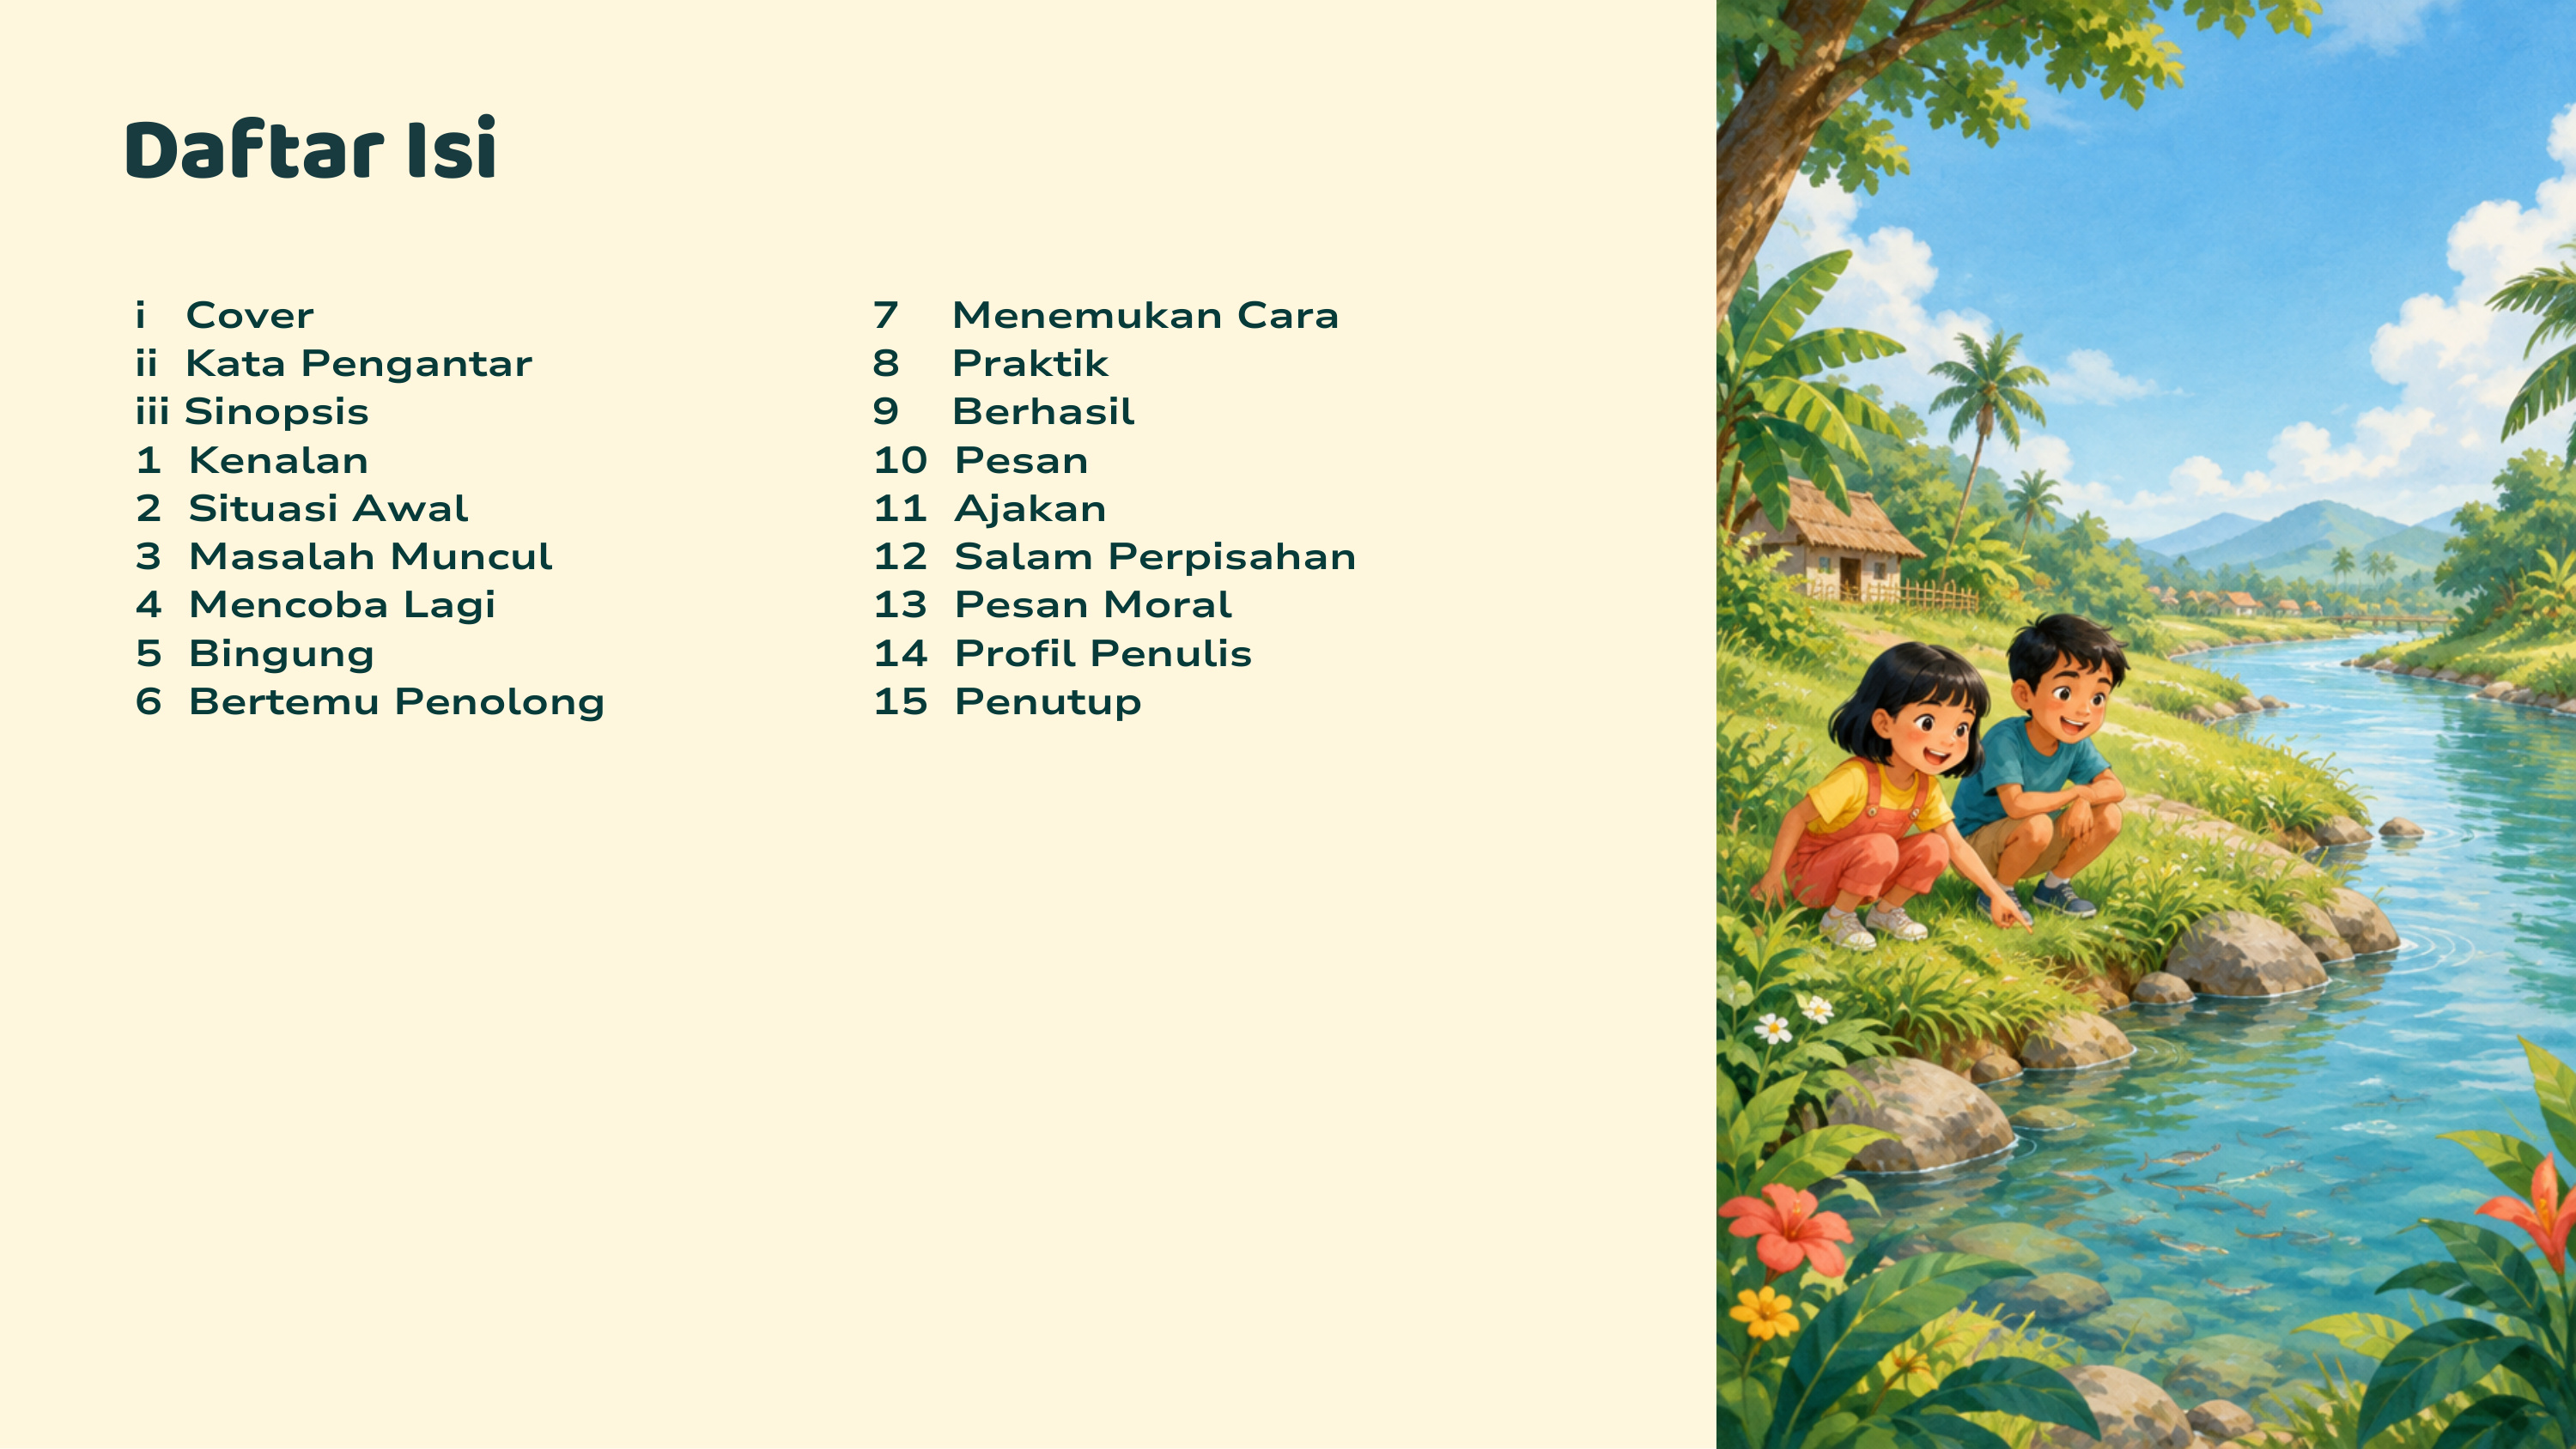 Daftar Isi
i Cover
ii Kata Pengantar
iii Sinopsis
1 Kenalan
2 Situasi Awal
3 Masalah Muncul
4 Mencoba Lagi
5 Bingung
6 Bertemu Penolong
7 Menemukan Cara
8 Praktik
9 Berhasil
10 Pesan
11 Ajakan
12 Salam Perpisahan
13 Pesan Moral
14 Profil Penulis
15 Penutup